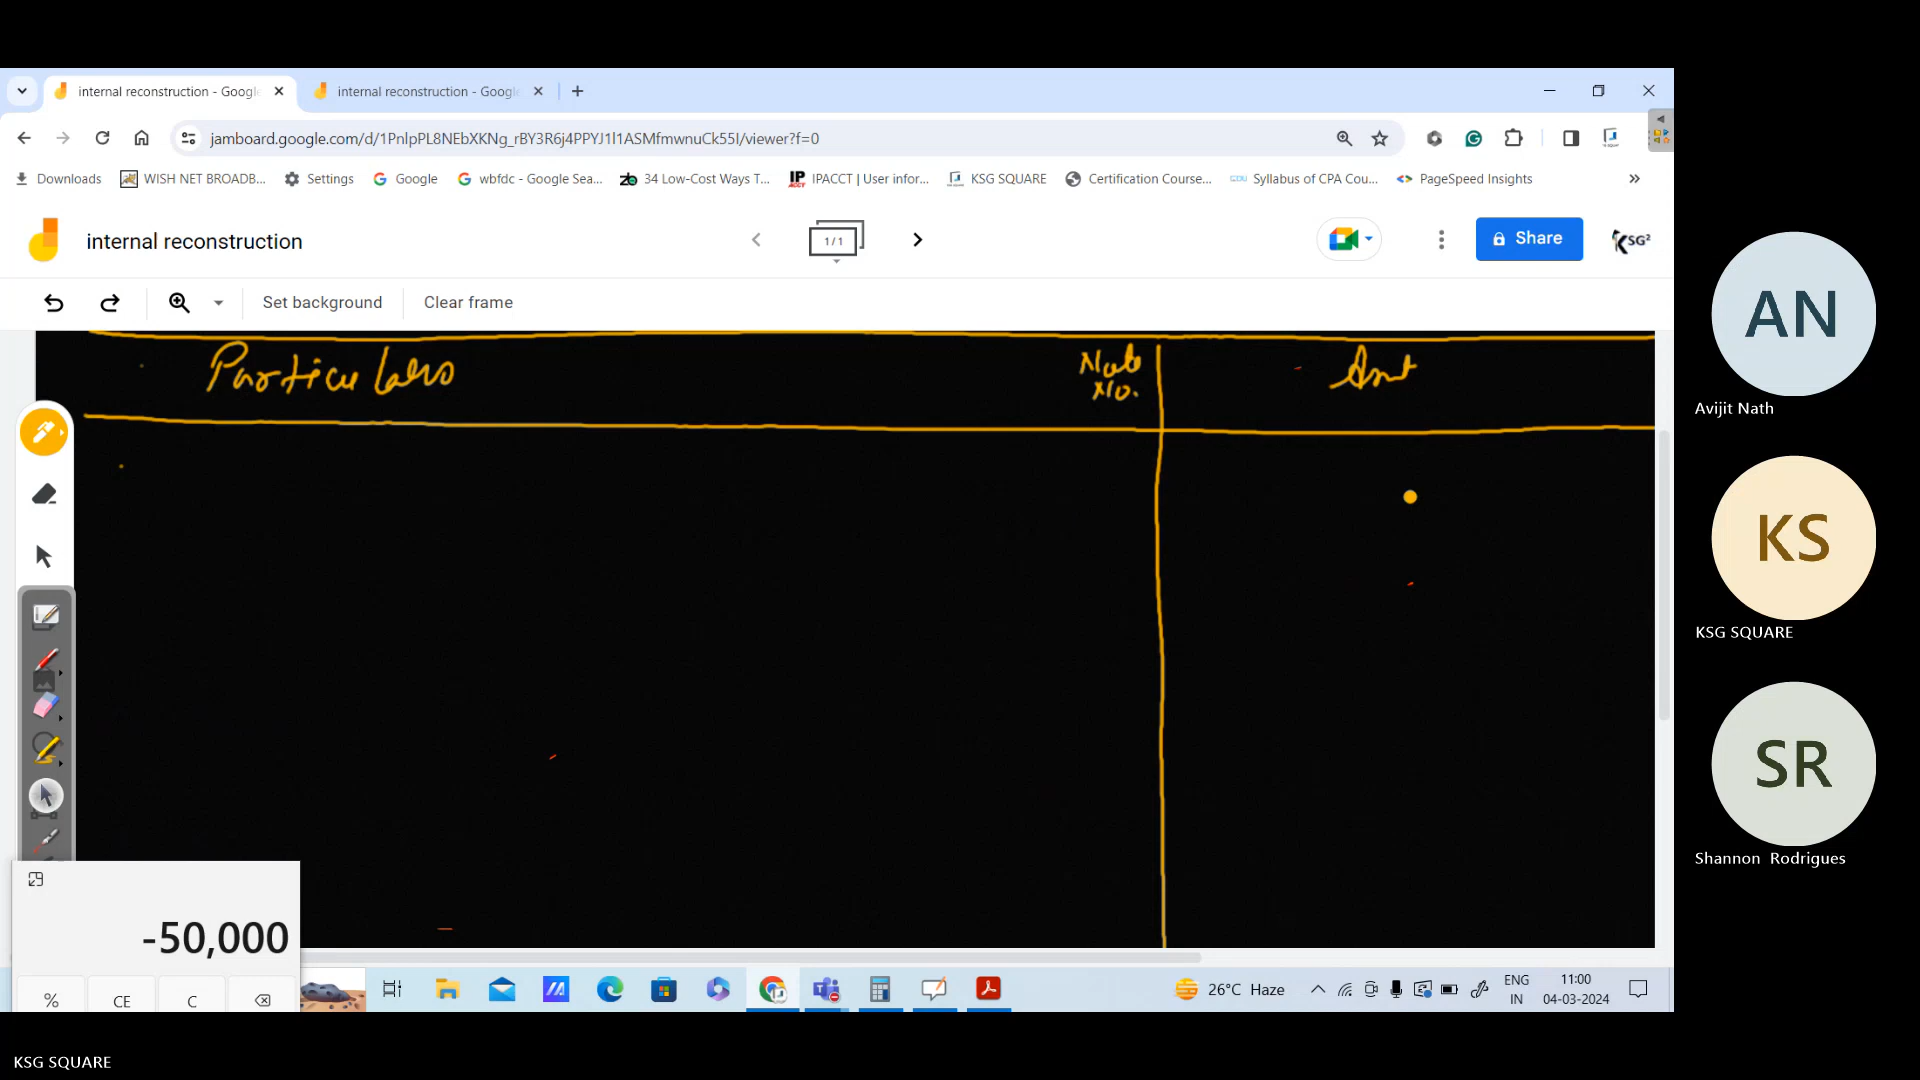 internal reconstruction - Google
internal reconstruction - Googl
jamboard.google.com/d/1PnlpPL8NEbXKNg_rBY3R6j4PPYJ1l1ASMfmwnuCk55I/viewer?f=0
Downloads
WISH NET BROADB...
Settings
Google
wbfdc - Google Sea...
34 Low-Cost Ways T...
IPACCT | User infor...
KSG SQUARE
Certification Course...
Syllabus of CPA Cou...
PageSpeed Insights
internal reconstruction
1 / 1
Share
KSG²
Set background
Clear frame
Particulars
Note
No.
Amt
AN
Avijit Nath
KS
KSG SQUARE
SR
Shannon Rodrigues
-50,000
%
CE
C
26°C Haze
ENG
IN
11:00
04-03-2024
KSG SQUARE